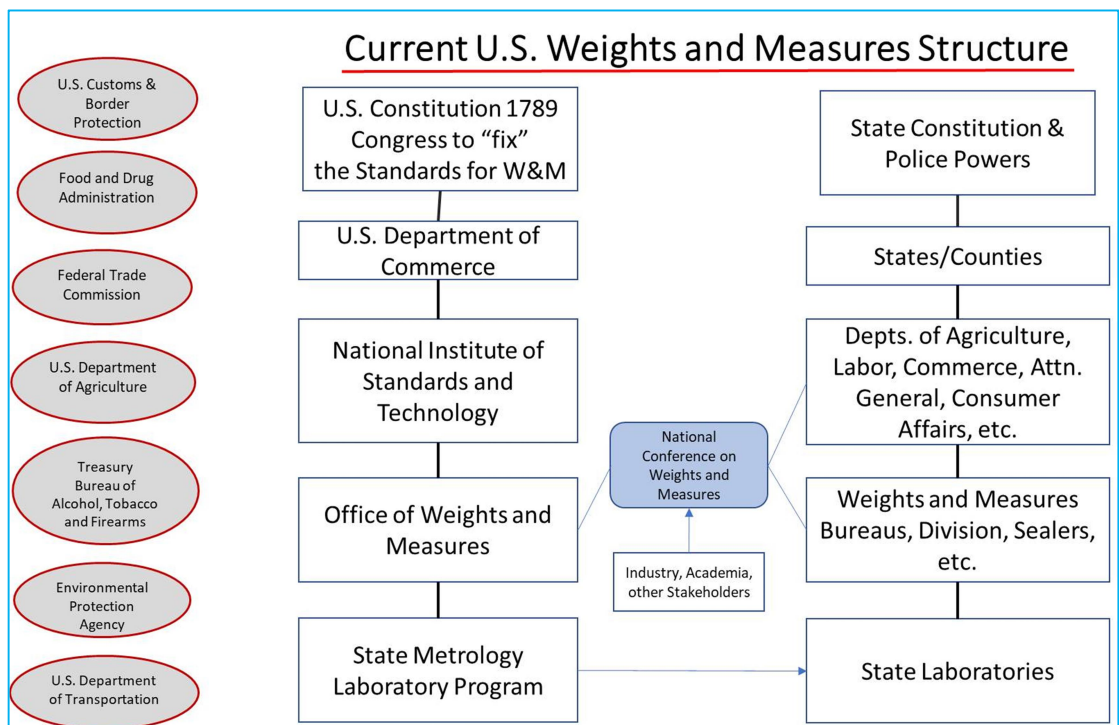 Current U.S. Weights and Measures Structure
U.S. Customs &
Border
Protection
Food and Drug
Administration
Federal Trade
Commission
U.S. Department
of Agriculture
Treasury
Bureau of
Alcohol, Tobacco
and Firearms
Environmental
Protection
Agency
U.S. Department
of Transportation
U.S. Constitution 1789
Congress to “fix”
the Standards for W&M
U.S. Department of
Commerce
National Institute of
Standards and
Technology
Office of Weights and
Measures
State Metrology
Laboratory Program
National
Conference on
Weights and
Measures
Industry, Academia,
other Stakeholders
State Constitution &
Police Powers
States/Counties
Depts. of Agriculture,
Labor, Commerce, Attn.
General, Consumer
Affairs, etc.
Weights and Measures
Bureaus, Division, Sealers,
etc.
State Laboratories